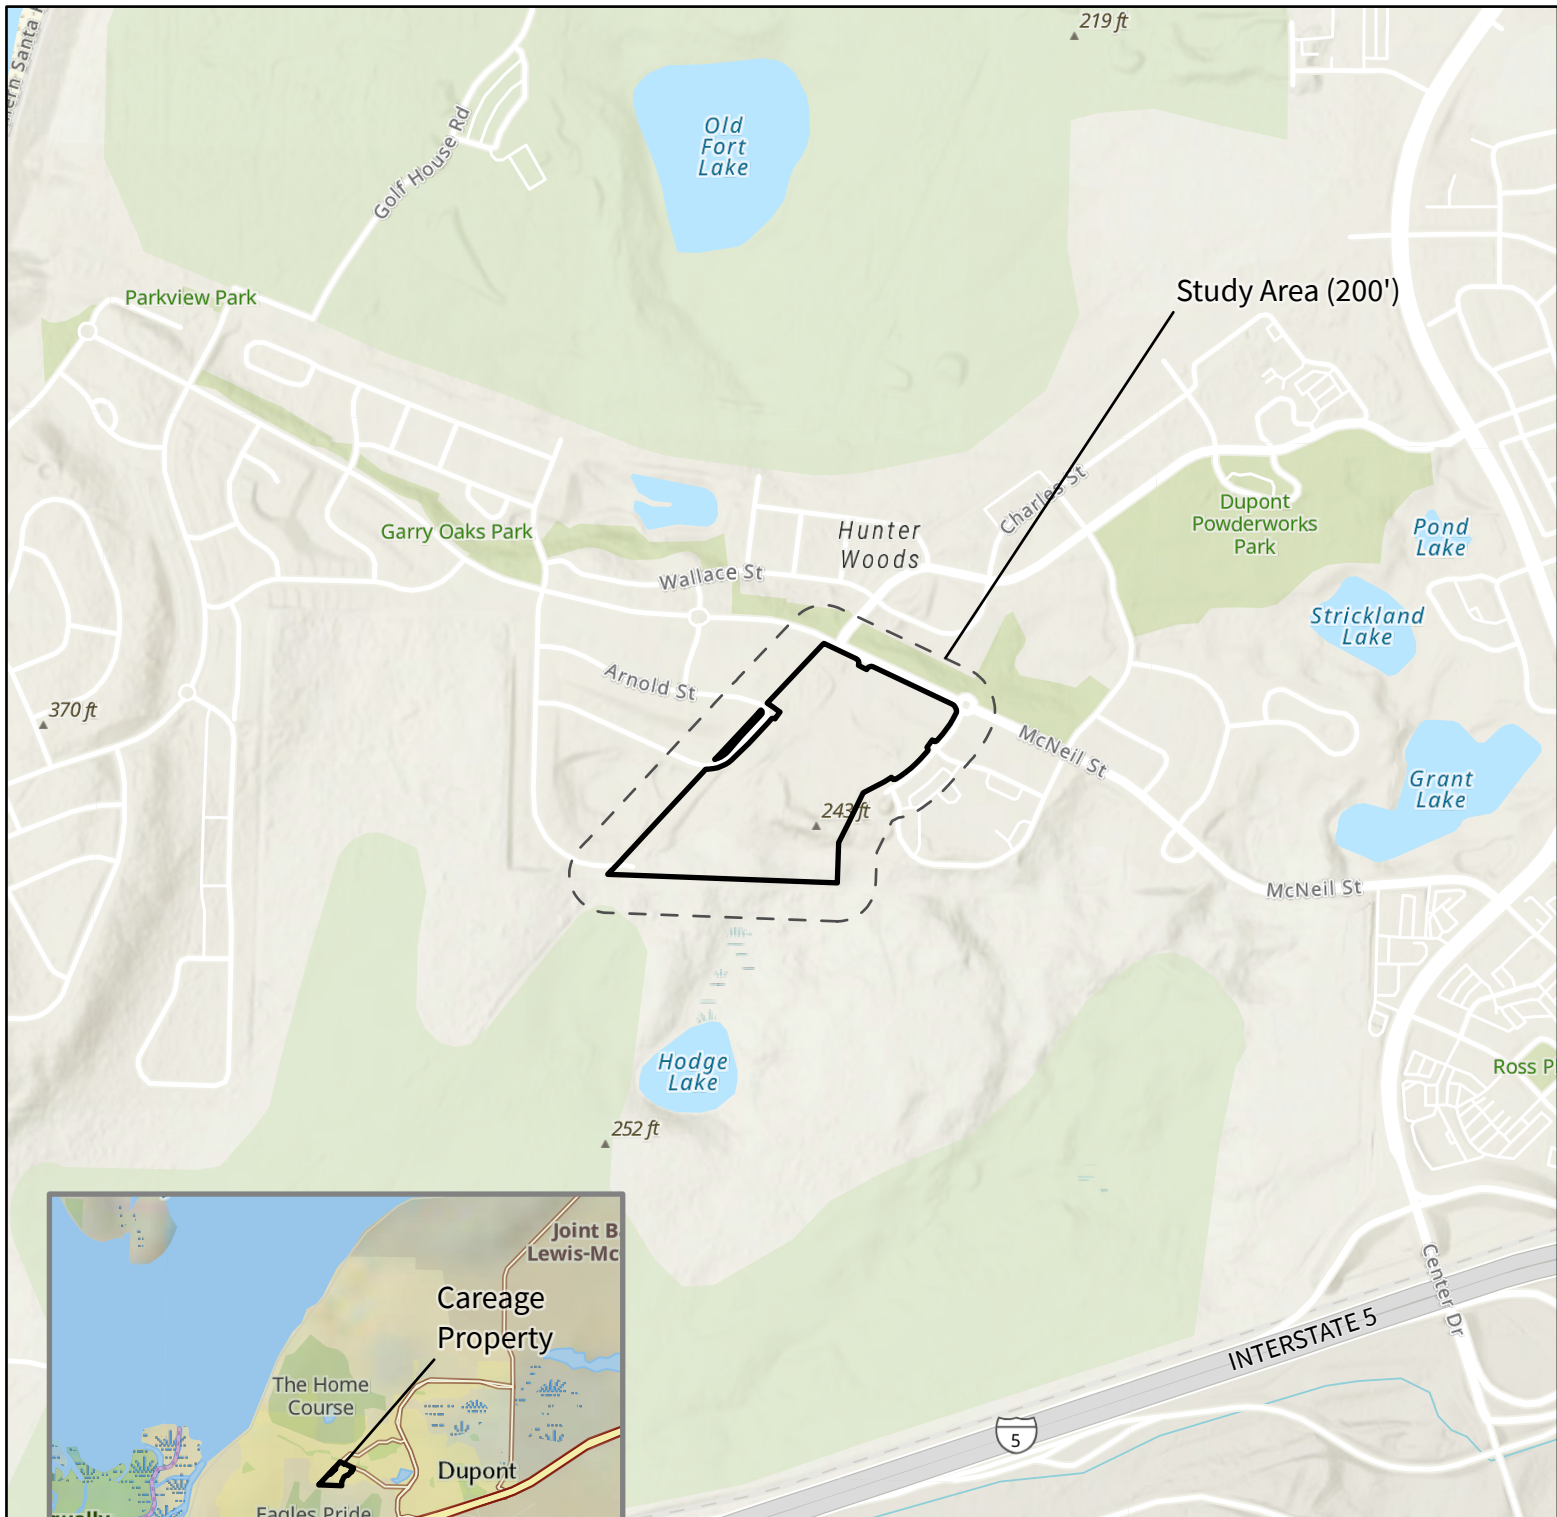 219 ft
ern Santa
Old
Fort
Lake
Golf House Rd
Study Area (200')
Parkview Park
Charles St
Dupont
Powderworks
Park
Hunter
Woods
Garry Oaks Park
Pond
Lake
Wallace St
Strickland
Lake
Arnold St
370 ft
McNeil St
Grant
Lake
243 ft
McNeil St
Hodge
Lake
Ross P
252 ft
Joint B
Lewis-Mc
Careage
Property
Center Dr
INTERSTATE 5
The Home
Course
5
Dupont
Eagles Pride